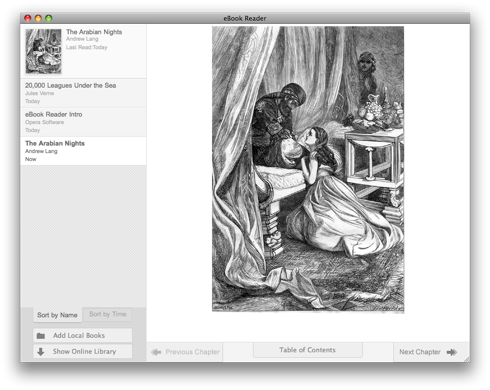 eBook Reader
The Arabian Nights
Andrew Lang
Last Read Today
20,000 Leagues Under the Sea
Jules Verne
Today
eBook Reader Intro
Opera Software
Today
The Arabian Nights
Andrew Lang
Now
Sort by Name
Sort by Time
Add Local Books
Show Online Library
Previous Chapter
Table of Contents
Next Chapter